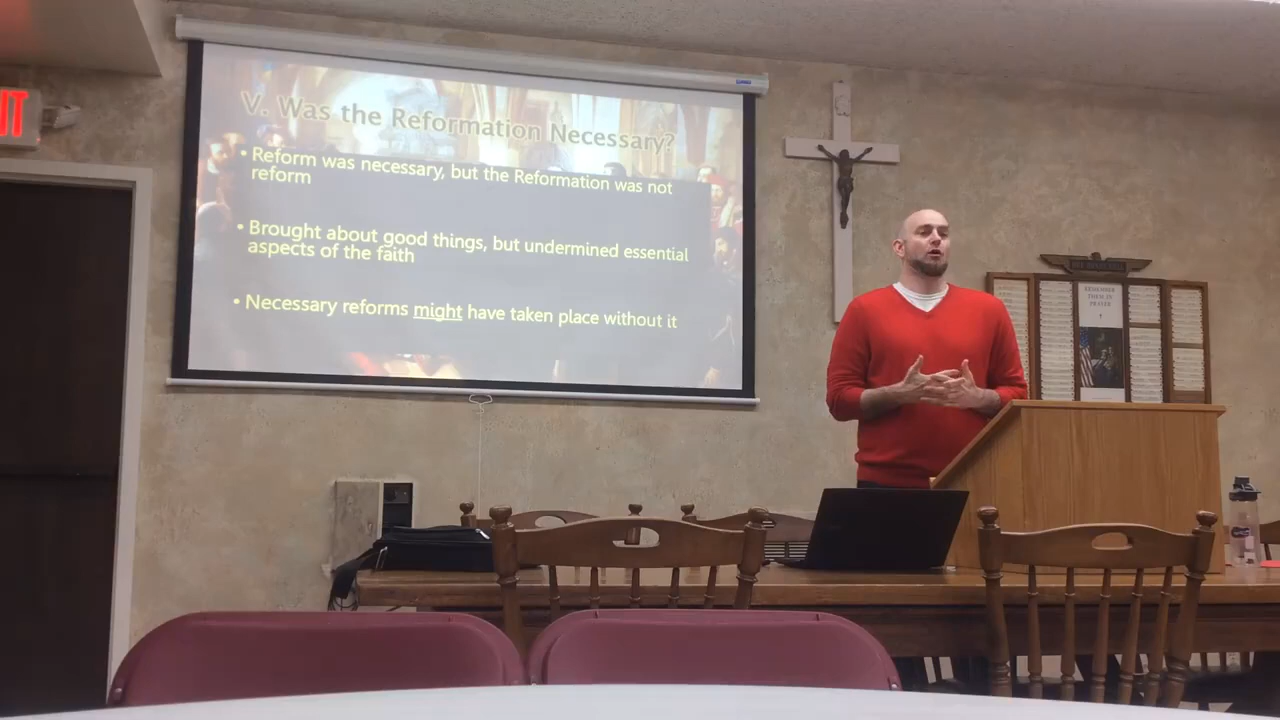 IT
V. Was the Reformation Necessary?
• Reform was necessary, but the Reformation was not
reform
• Brought about good things, but undermined essential
aspects of the faith
• Necessary reforms might have taken place without it
REMEMBER
THEM IN
PRAYER